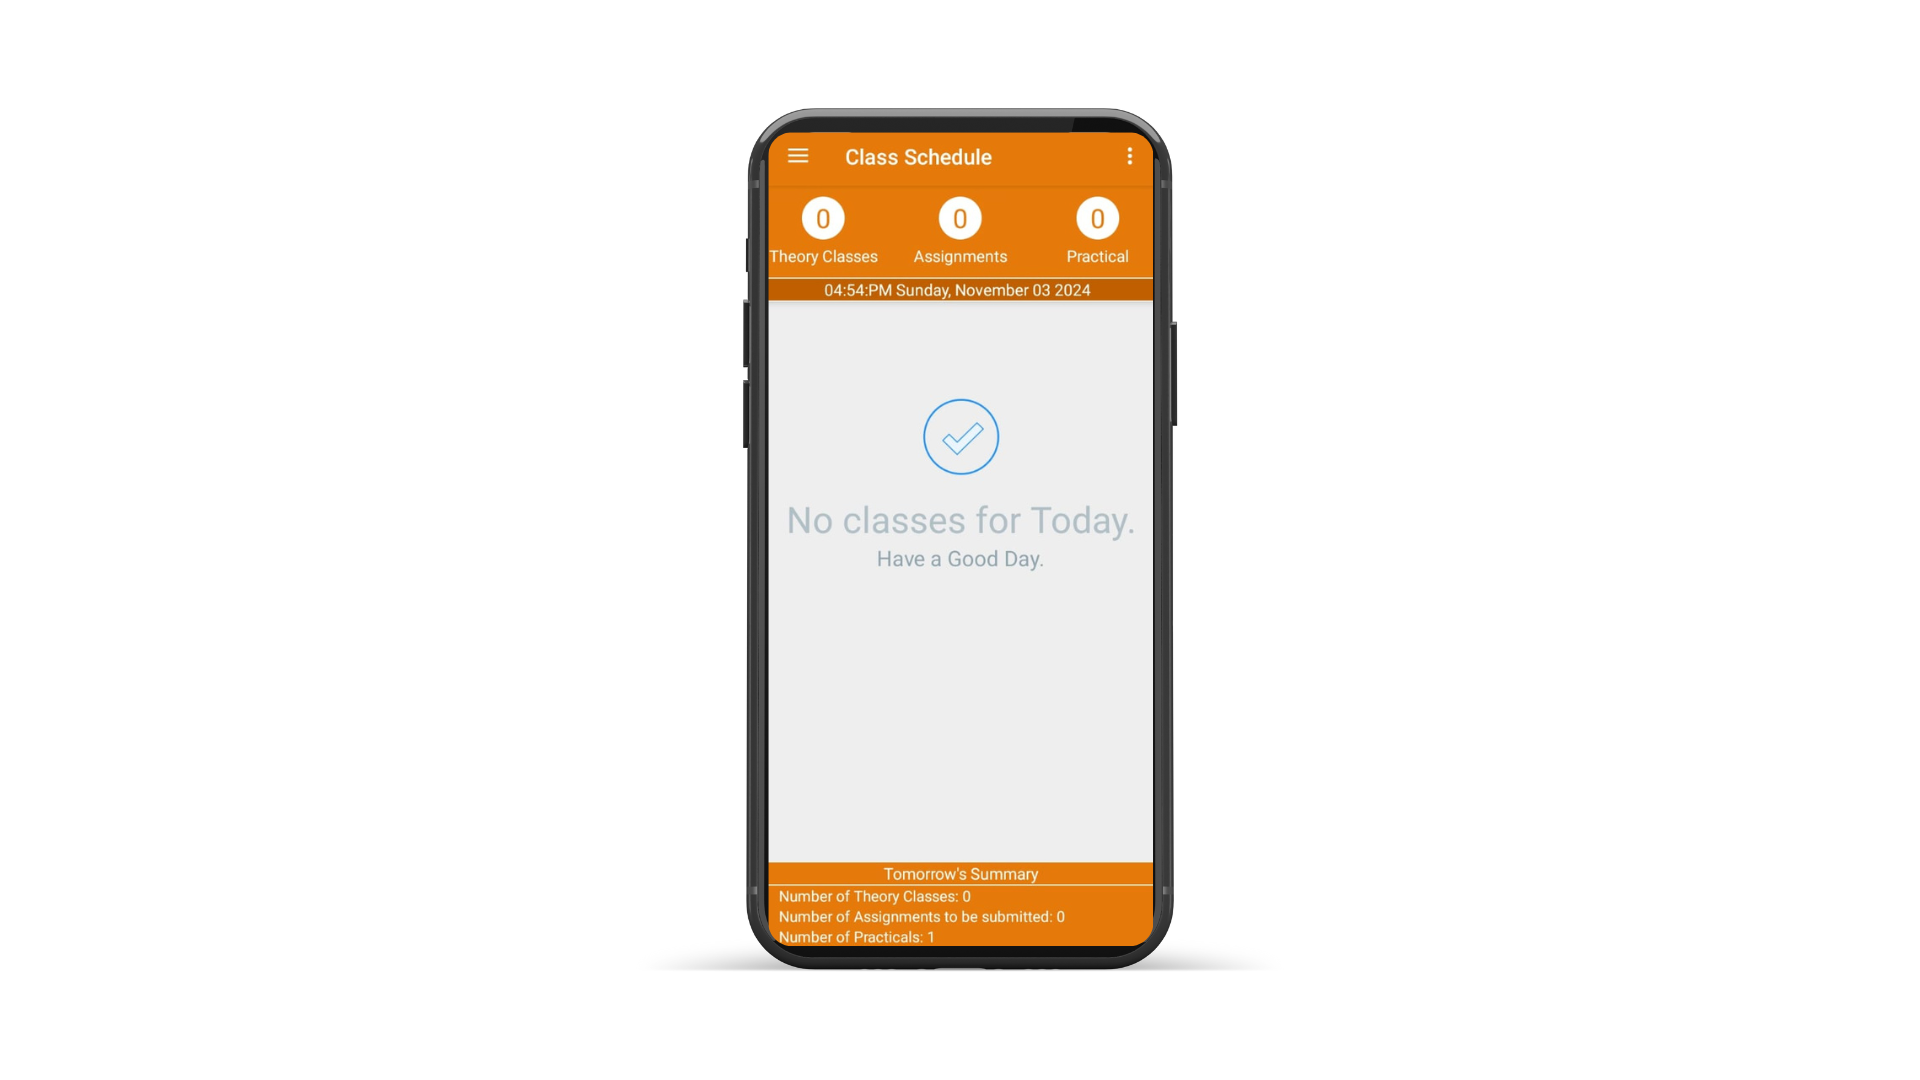 Class Schedule
0 0 0
Theory Classes Assignments Practical
04:54:PM Sunday, November 03 2024
No classes for Today.
Have a Good Day.
Tomorrow's Summary
Number of Theory Classes: 0
Number of Assignments to be submitted: 0
Number of Practicals: 1